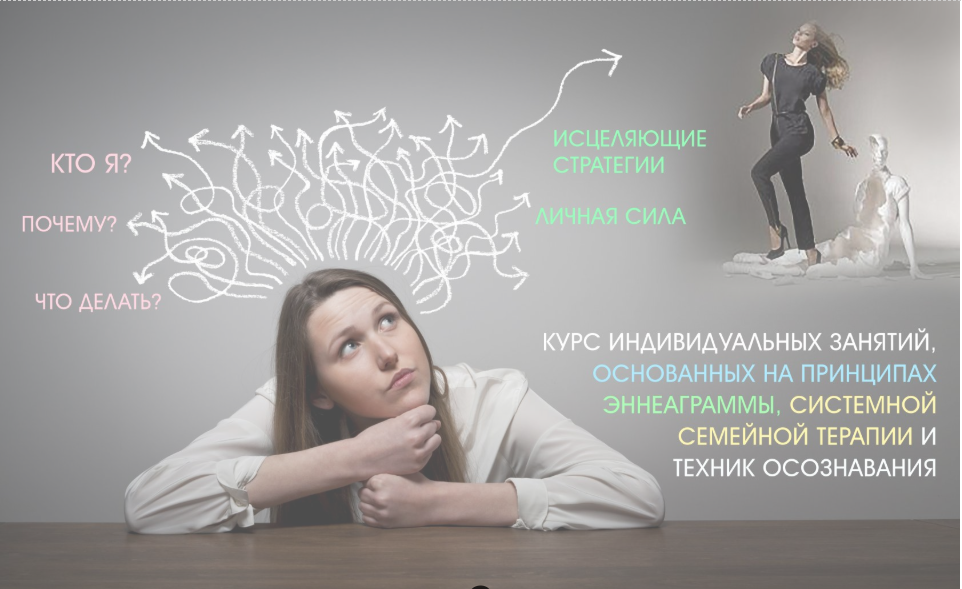 КТО Я?
ПОЧЕМУ?
ЧТО ДЕЛАТЬ?
ИСЦЕЛЯЮЩИЕ
СТРАТЕГИИ
ЛИЧНАЯ СИЛА
КУРС ИНДИВИДУАЛЬНЫХ ЗАНЯТИЙ,
ОСНОВАННЫХ НА ПРИНЦИПАХ
ЭННЕАГРАММЫ, СИСТЕМНОЙ
СЕМЕЙНОЙ ТЕРАПИИ И
ТЕХНИК ОСОЗНАВАНИЯ